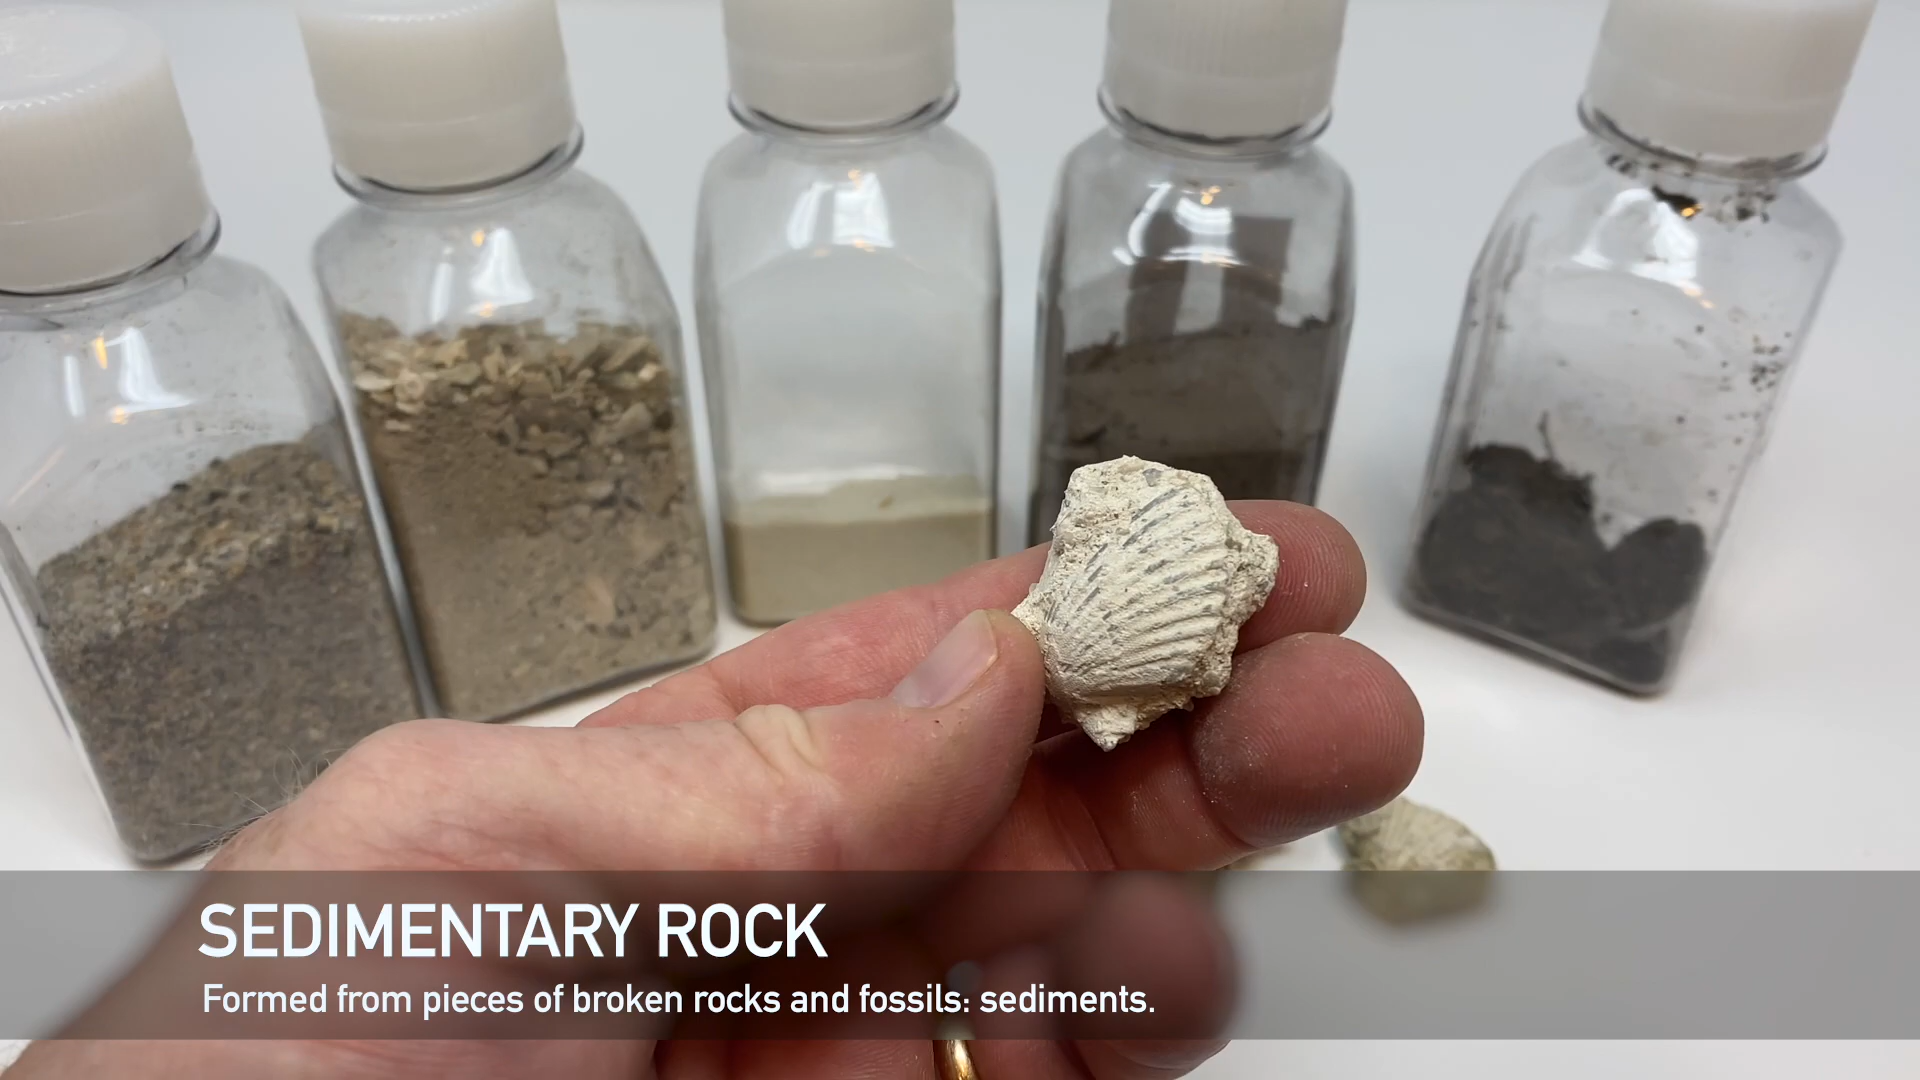 SEDIMENTARY ROCK
Formed from pieces of broken rocks and fossils: sediments.